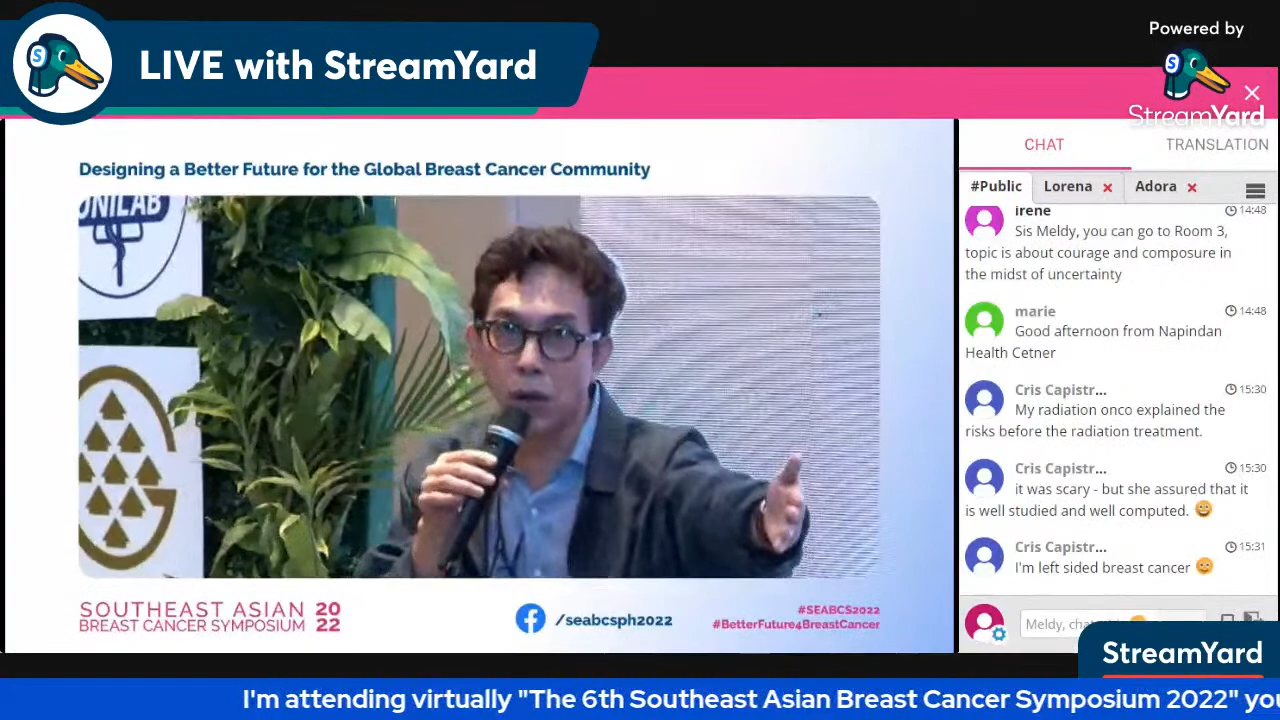 LIVE with StreamYard
Powered by
StreamYard
CHAT
TRANSLATION
#Public
Lorena
Adora
irene
14:48
Sis Meldy, you can go to Room 3,
topic is about courage and composure in
the midst of uncertainty
marie
14:48
Good afternoon from Napindan
Health Cetner
Cris Capistr...
15:30
My radiation onco explained the
risks before the radiation treatment.
Cris Capistr...
15:30
it was scary - but she assured that it
is well studied and well computed.
Cris Capistr...
15:31
I'm left sided breast cancer
Meldy,
Designing a Better Future for the Global Breast Cancer Community
UNILAB
SOUTHEAST ASIAN
BREAST CANCER SYMPOSIUM
20
22
/seabcsph2022
#SEABCS2022
#BetterFuture4BreastCancer
StreamYard
I'm attending virtually "The 6th Southeast Asian Breast Cancer Symposium 2022"